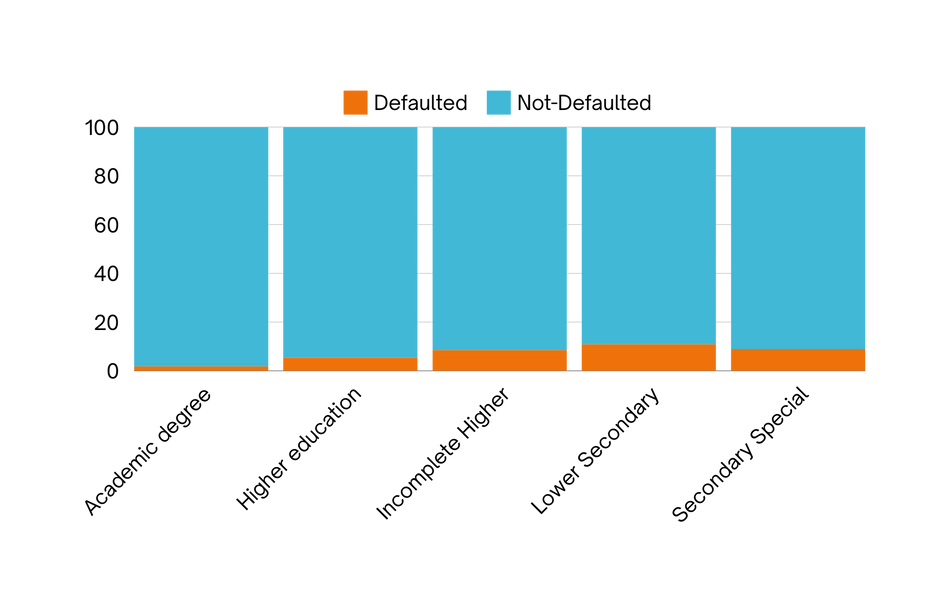 Defaulted Not-Defaulted
100
80
60
40
20
0
Academic degree
Higher education
Incomplete Higher
Lower Secondary
Secondary Special